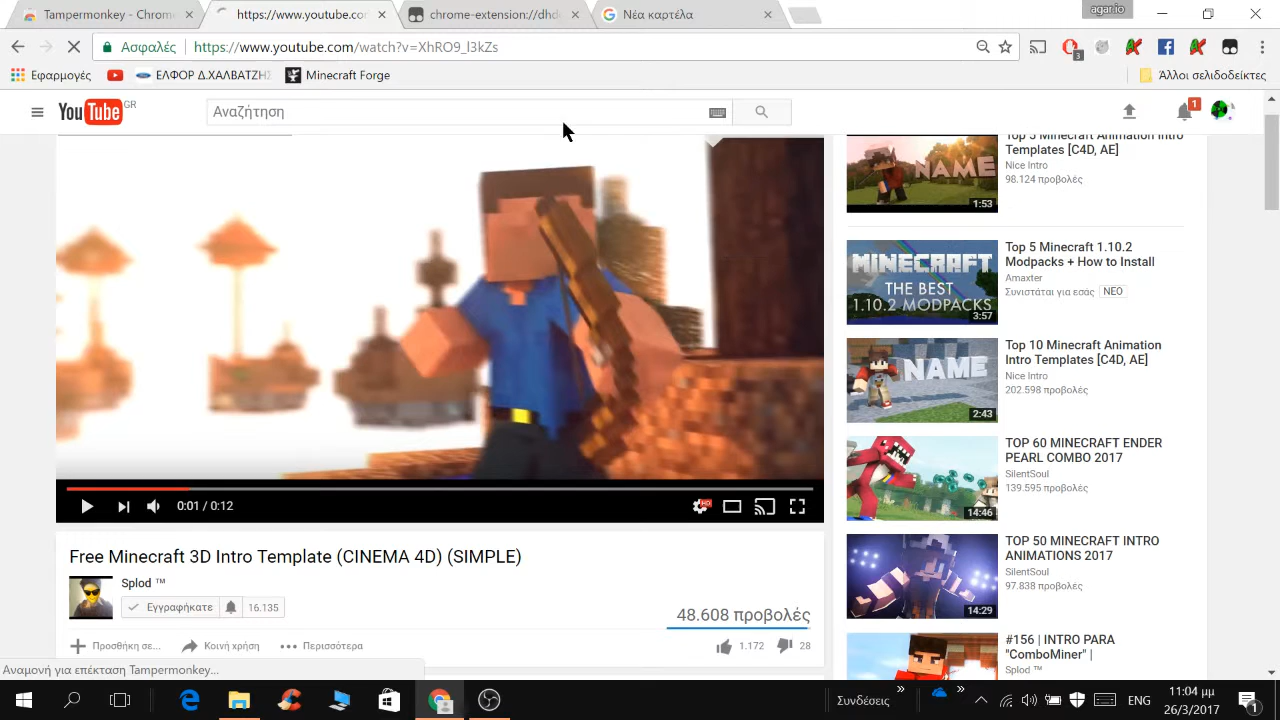 Tampermonkey - Chrome
https://www.youtube.com
chrome-extension://dhdg
Νέα καρτέλα
agar.io
Ασφαλές
https://www.youtube.com/watch?v=XhRO9_l3kZs
3
Εφαρμογές
ΕΛΦΟΡ Δ.ΧΑΛΒΑΤΖΗΣ
Minecraft Forge
Άλλοι σελιδοδείκτες
YouTube GR
Αναζήτηση
1
Top 5 Minecraft Animation Intro
Templates [C4D, AE]
Nice Intro
98.124 προβολές
NAME
1:53
Top 5 Minecraft 1.10.2
Modpacks + How to Install
Amaxter
Συνιστάται για εσάς ΝΕΟ
MINECRAFT
THE BEST
1.10.2 MODPACKS
3:57
Top 10 Minecraft Animation
Intro Templates [C4D, AE]
Nice Intro
202.598 προβολές
NAME
2:43
TOP 60 MINECRAFT ENDER
PEARL COMBO 2017
SilentSoul
139.595 προβολές
14:46
TOP 50 MINECRAFT INTRO
ANIMATIONS 2017
SilentSoul
97.838 προβολές
14:29
#156 | INTRO PARA
"ComboMiner" |
Splod ™
0:01 / 0:12
HD
Free Minecraft 3D Intro Template (CINEMA 4D) (SIMPLE)
Splod ™
Εγγραφήκατε
16.135
48.608 προβολές
Προσθήκη σε...
Κοινή χρήση
Περισσότερα
1.172
28
Αναμονή για επέκταση Tampermonkey...
Συνδέσεις
ENG
11:04 πμ
26/3/2017
1